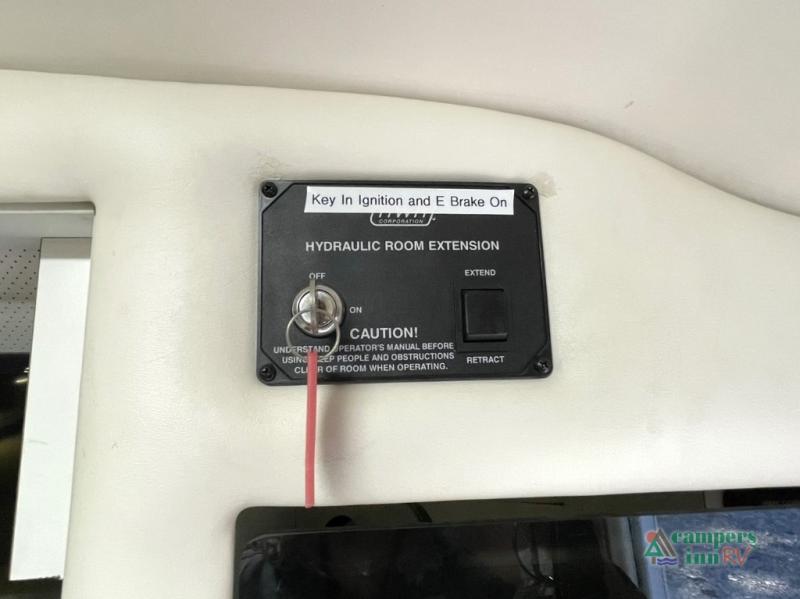 Key In Ignition and E Brake On
HWH
CORPORATION
HYDRAULIC ROOM EXTENSION
OFF
EXTEND
ON
CAUTION!
UNDERSTAND OPERATOR'S MANUAL BEFORE
USING. KEEP PEOPLE AND OBSTRUCTIONS
CLEAR OF ROOM WHEN OPERATING.
RETRACT
campers
inn RV